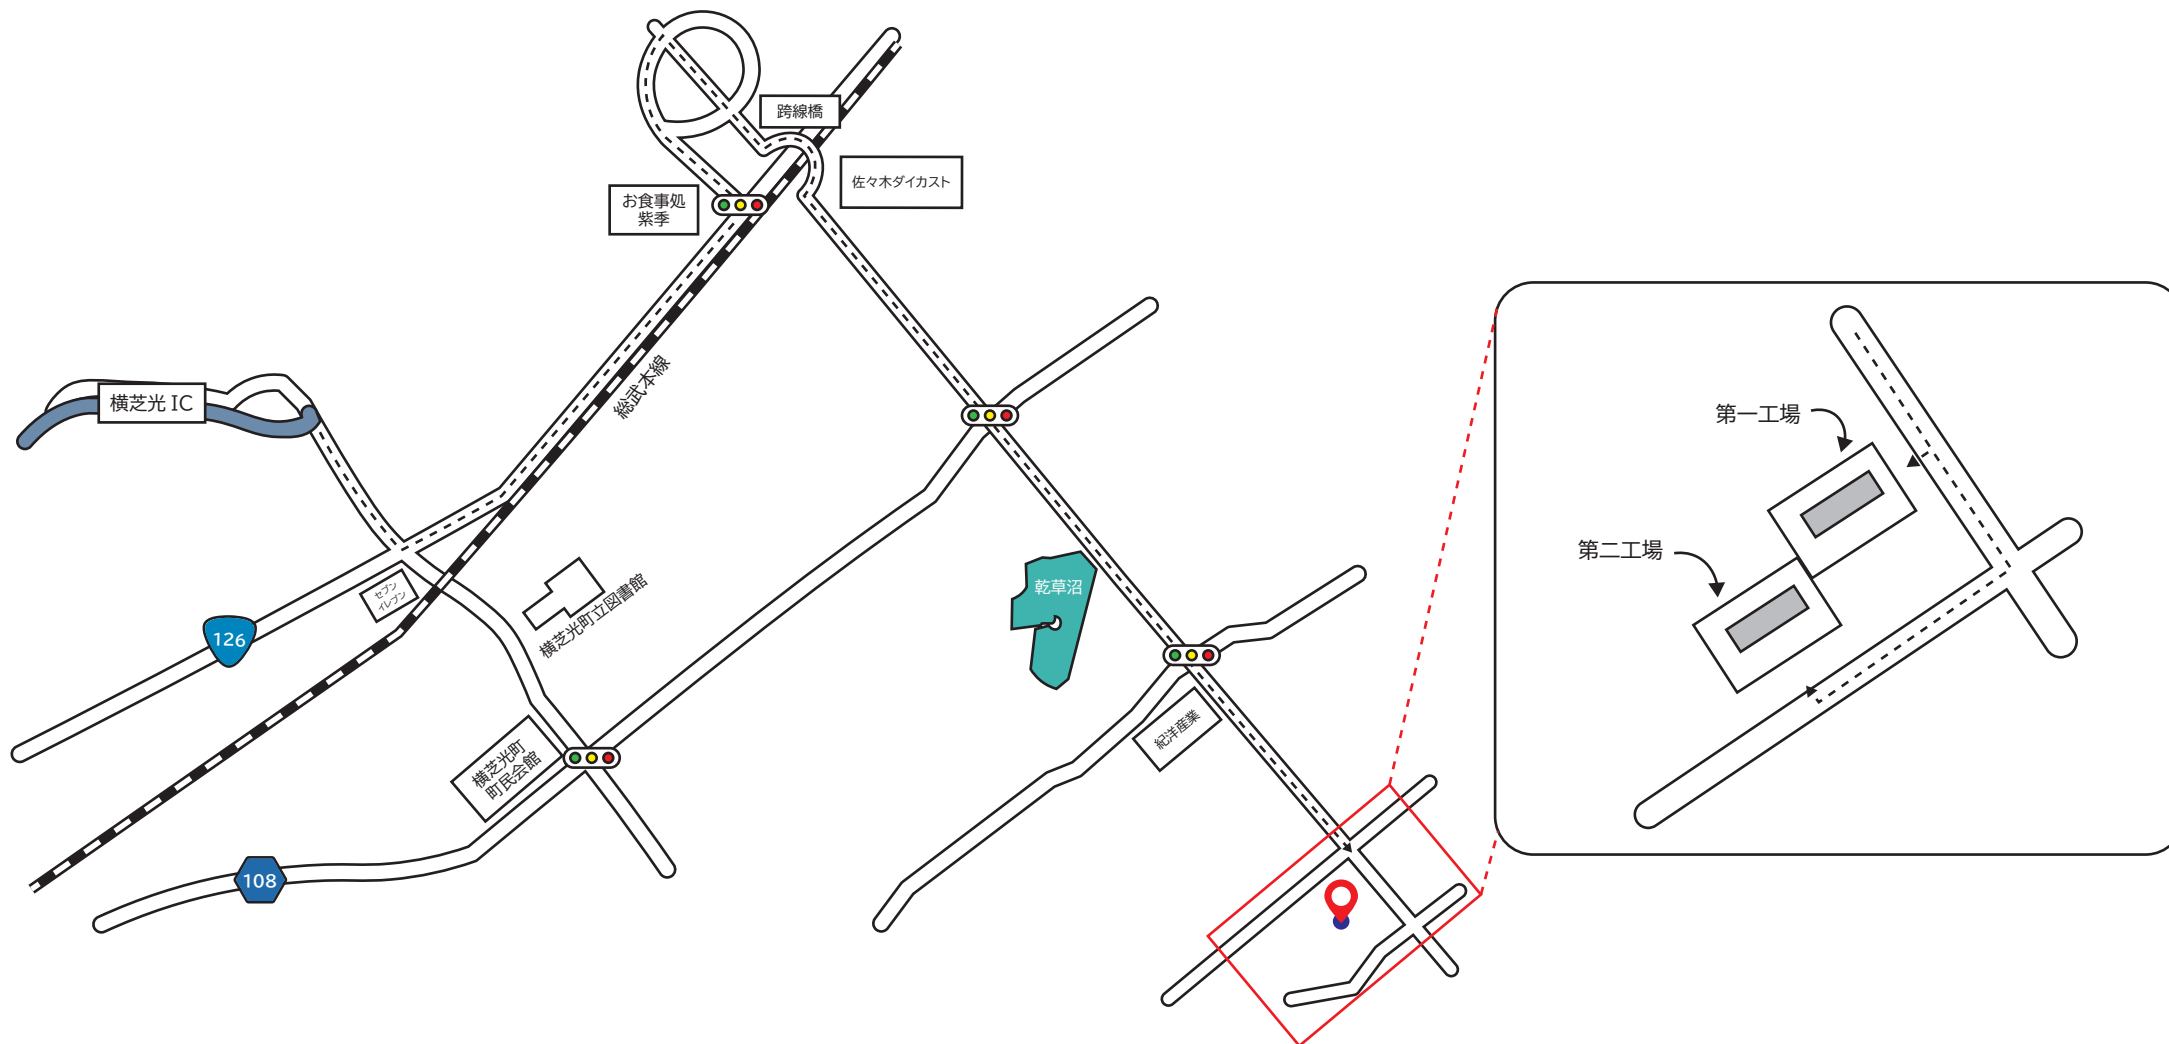 跨線橋
佐々木ダイカスト
お食事処
紫季
総武本線
横芝光 IC
第一工場
第二工場
セブン
イレブン
横芝光町立図書館
乾草沼
126
紀洋産業
横芝光町
町民会館
108